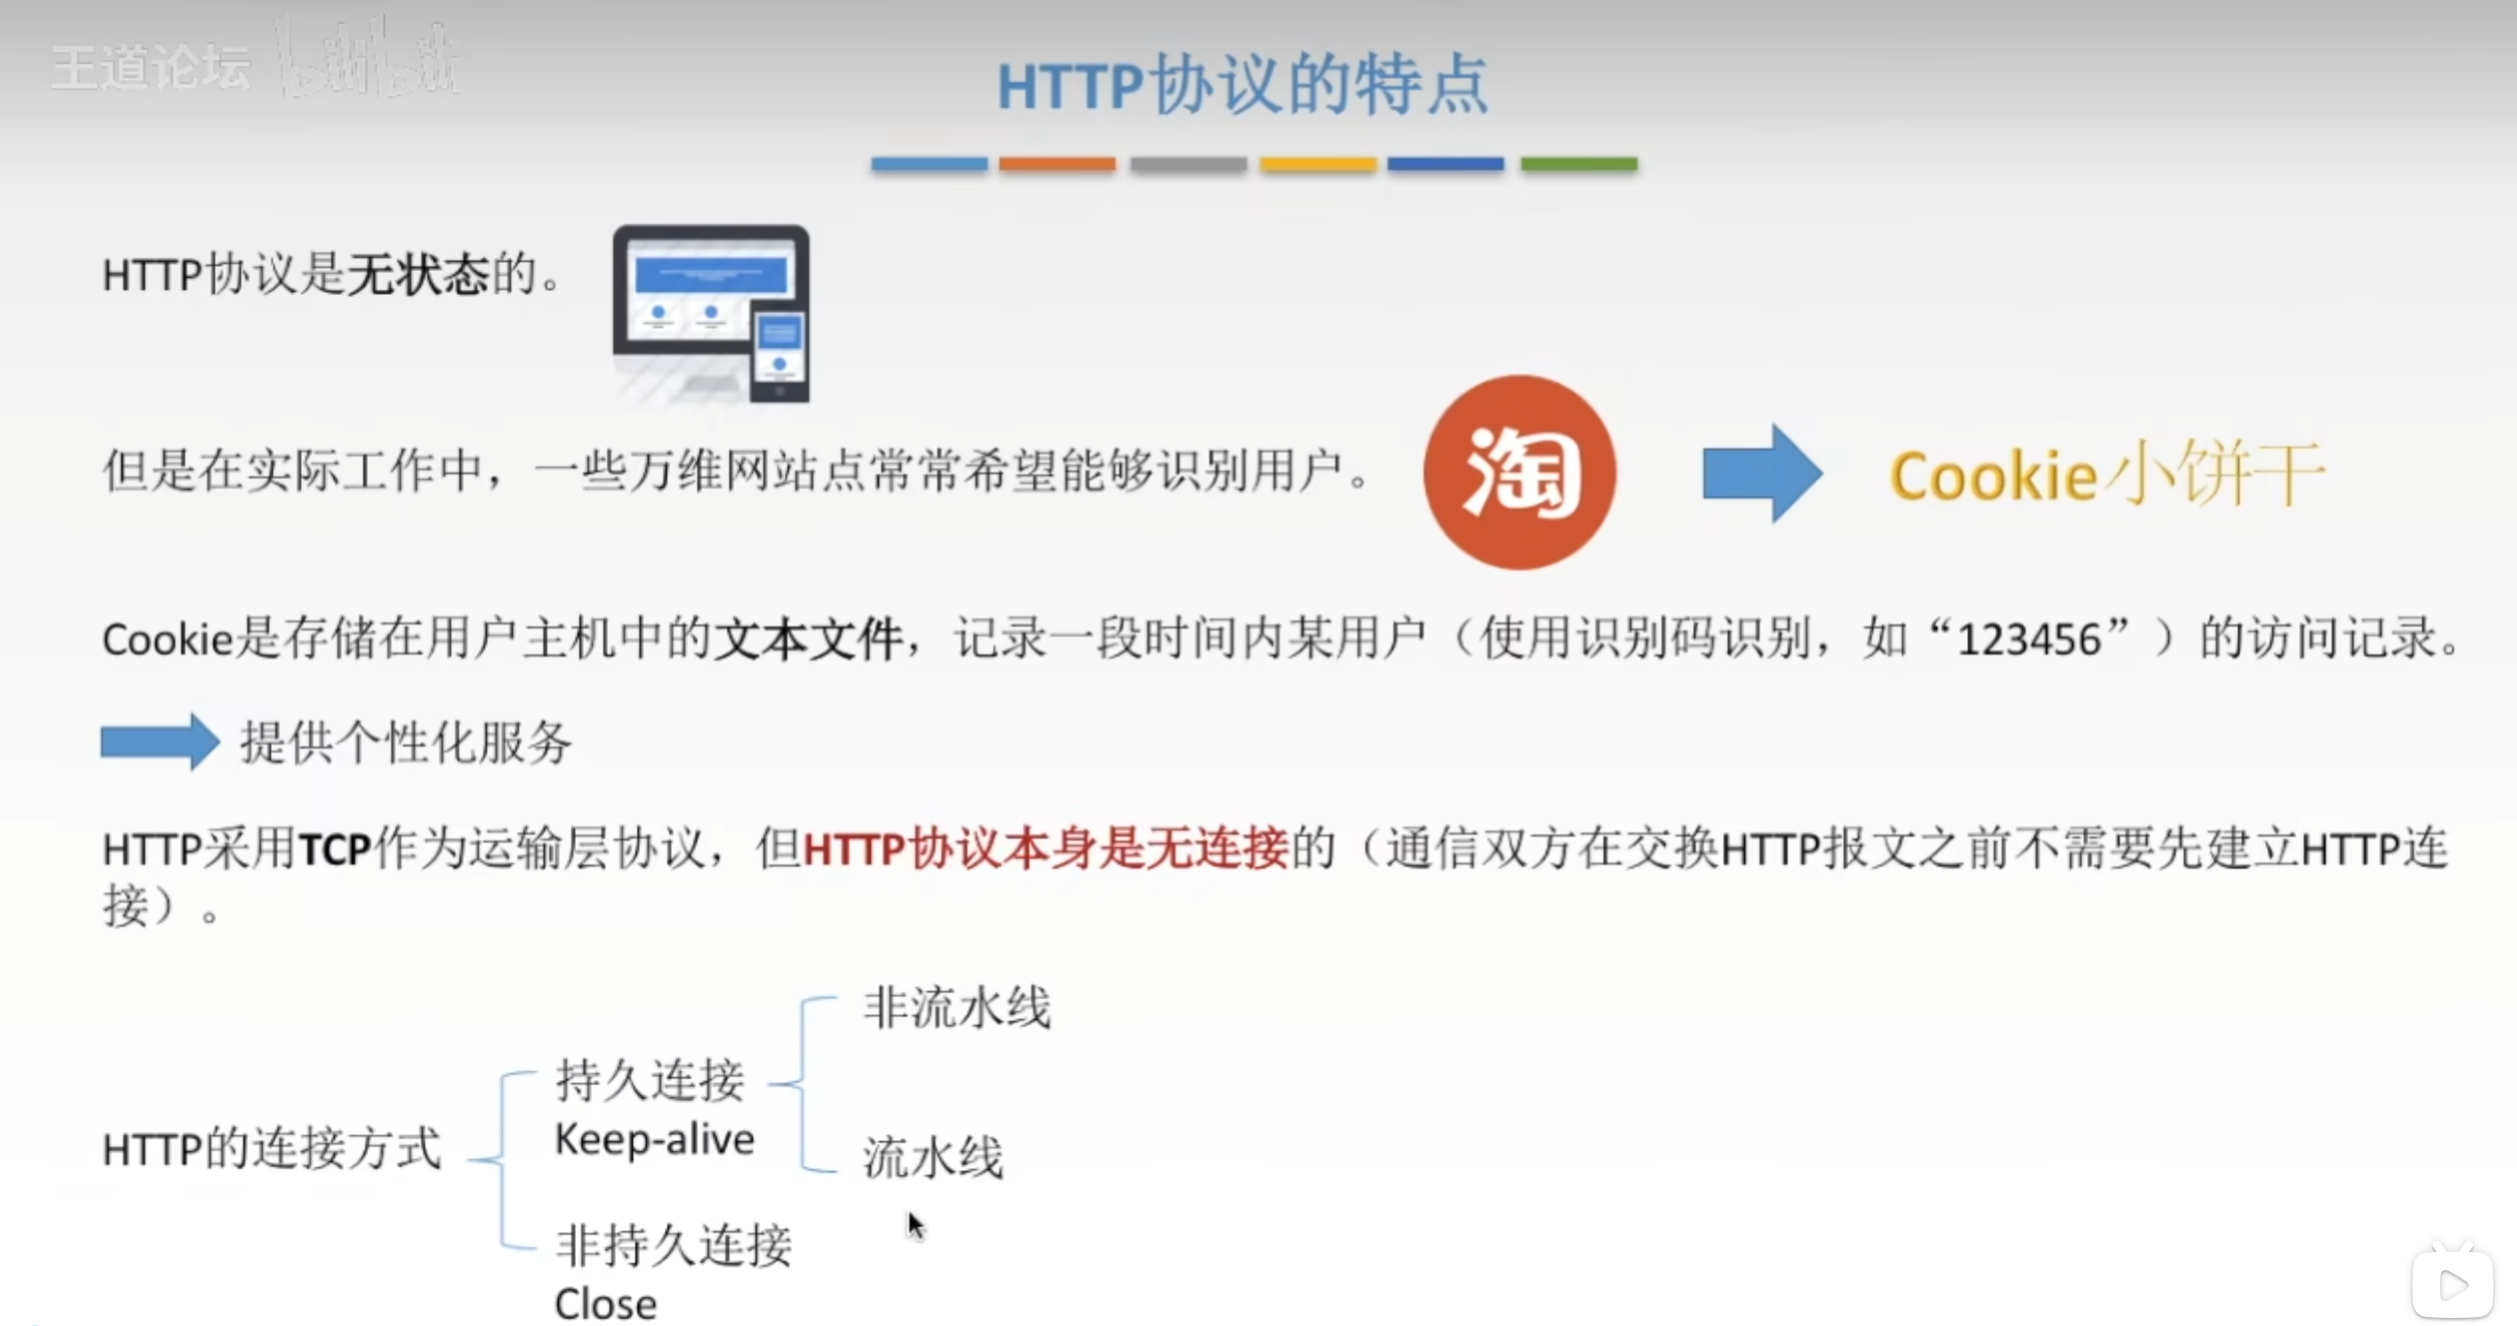 王道论坛 bilibili
HTTP协议的特点
HTTP协议是无状态的。
但是在实际工作中，一些万维网站点常常希望能够识别用户。
淘
Cookie小饼干
Cookie是存储在用户主机中的文本文件，记录一段时间内某用户（使用识别码识别，如“123456”）的访问记录。
提供个性化服务
HTTP采用TCP作为运输层协议，但HTTP协议本身是无连接的（通信双方在交换HTTP报文之前不需要先建立HTTP连
接）。
非流水线
持久连接
Keep-alive
HTTP的连接方式
流水线
非持久连接
Close